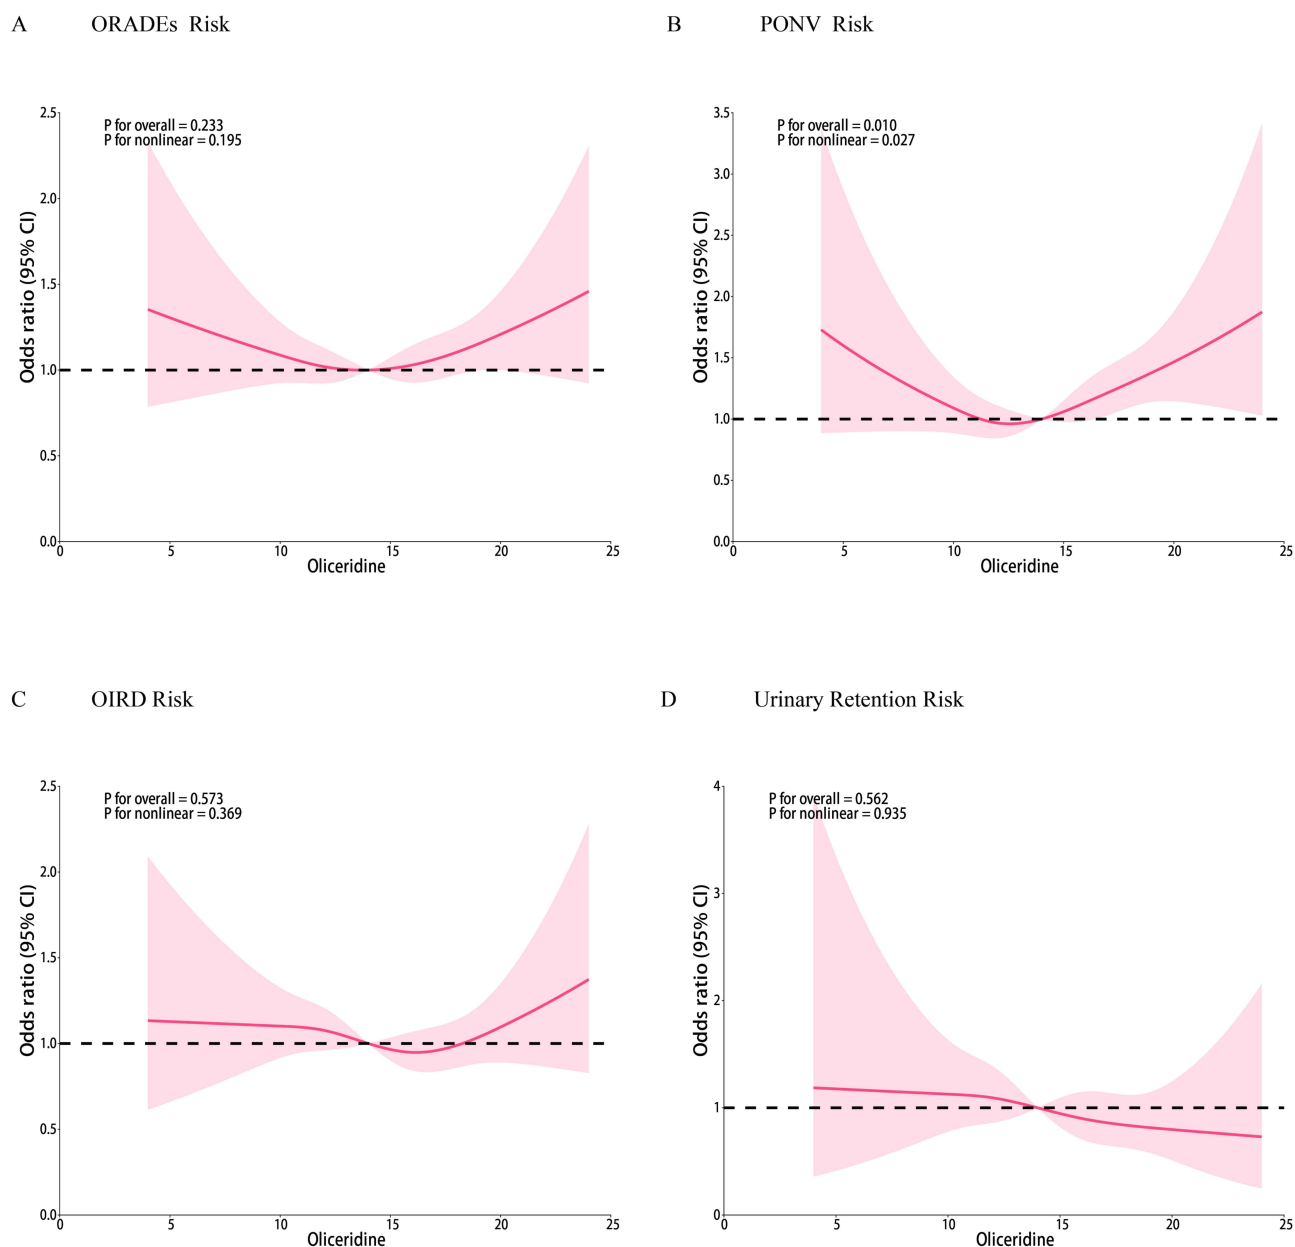 A ORADEs Risk
P for overall = 0.233
P for nonlinear = 0.195
Odds ratio (95% CI)
2.5
2.0
1.5
1.0
0.5
0.0
0 5 10 15 20 25
Oliceridine
B PONV Risk
P for overall = 0.010
P for nonlinear = 0.027
Odds ratio (95% CI)
3.5
3.0
2.5
2.0
1.5
1.0
0.5
0.0
0 5 10 15 20 25
Oliceridine
C OIRD Risk
P for overall = 0.573
P for nonlinear = 0.369
Odds ratio (95% CI)
2.5
2.0
1.5
1.0
0.5
0.0
0 5 10 15 20 25
Oliceridine
D Urinary Retention Risk
P for overall = 0.562
P for nonlinear = 0.935
Odds ratio (95% CI)
4
3
2
1
0
0 5 10 15 20 25
Oliceridine